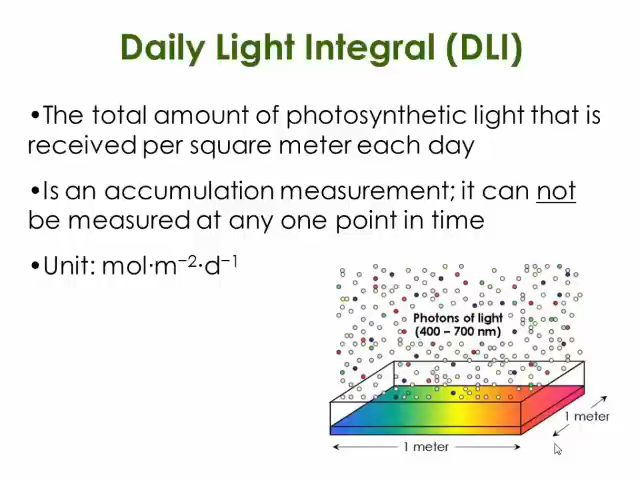 Daily Light Integral (DLI)
•The total amount of photosynthetic light that is
received per square meter each day
•Is an accumulation measurement; it can not
be measured at any one point in time
•Unit: mol·m⁻²·d⁻¹
Photons of light
(400 – 700 nm)
1 meter
1 meter